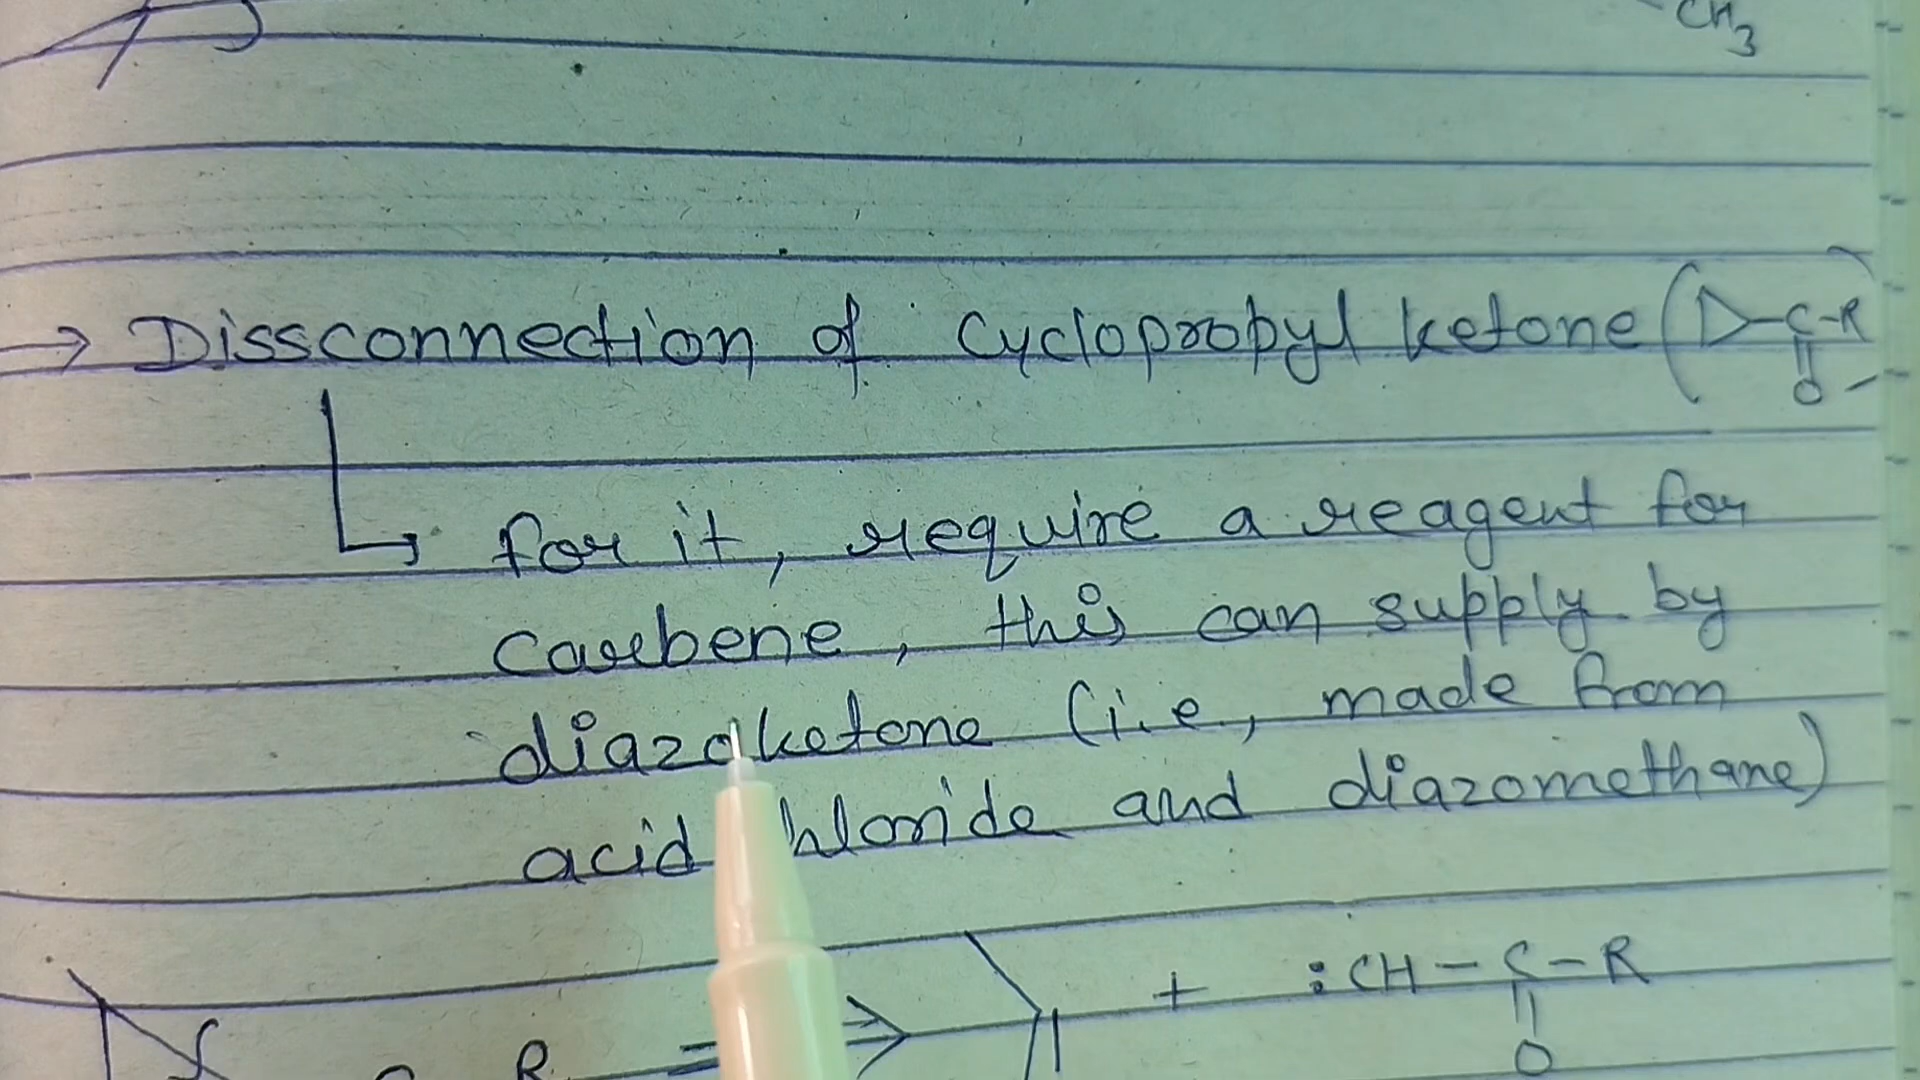 CH3
→ Dissconnection of Cyclopropyl ketone (▷-C-R
O
for it, require a reagent for
carbene, this can supply by
diazoketone (i.e, made from
acid hloride and diazomethane)
+ :CH-C-R
R
O